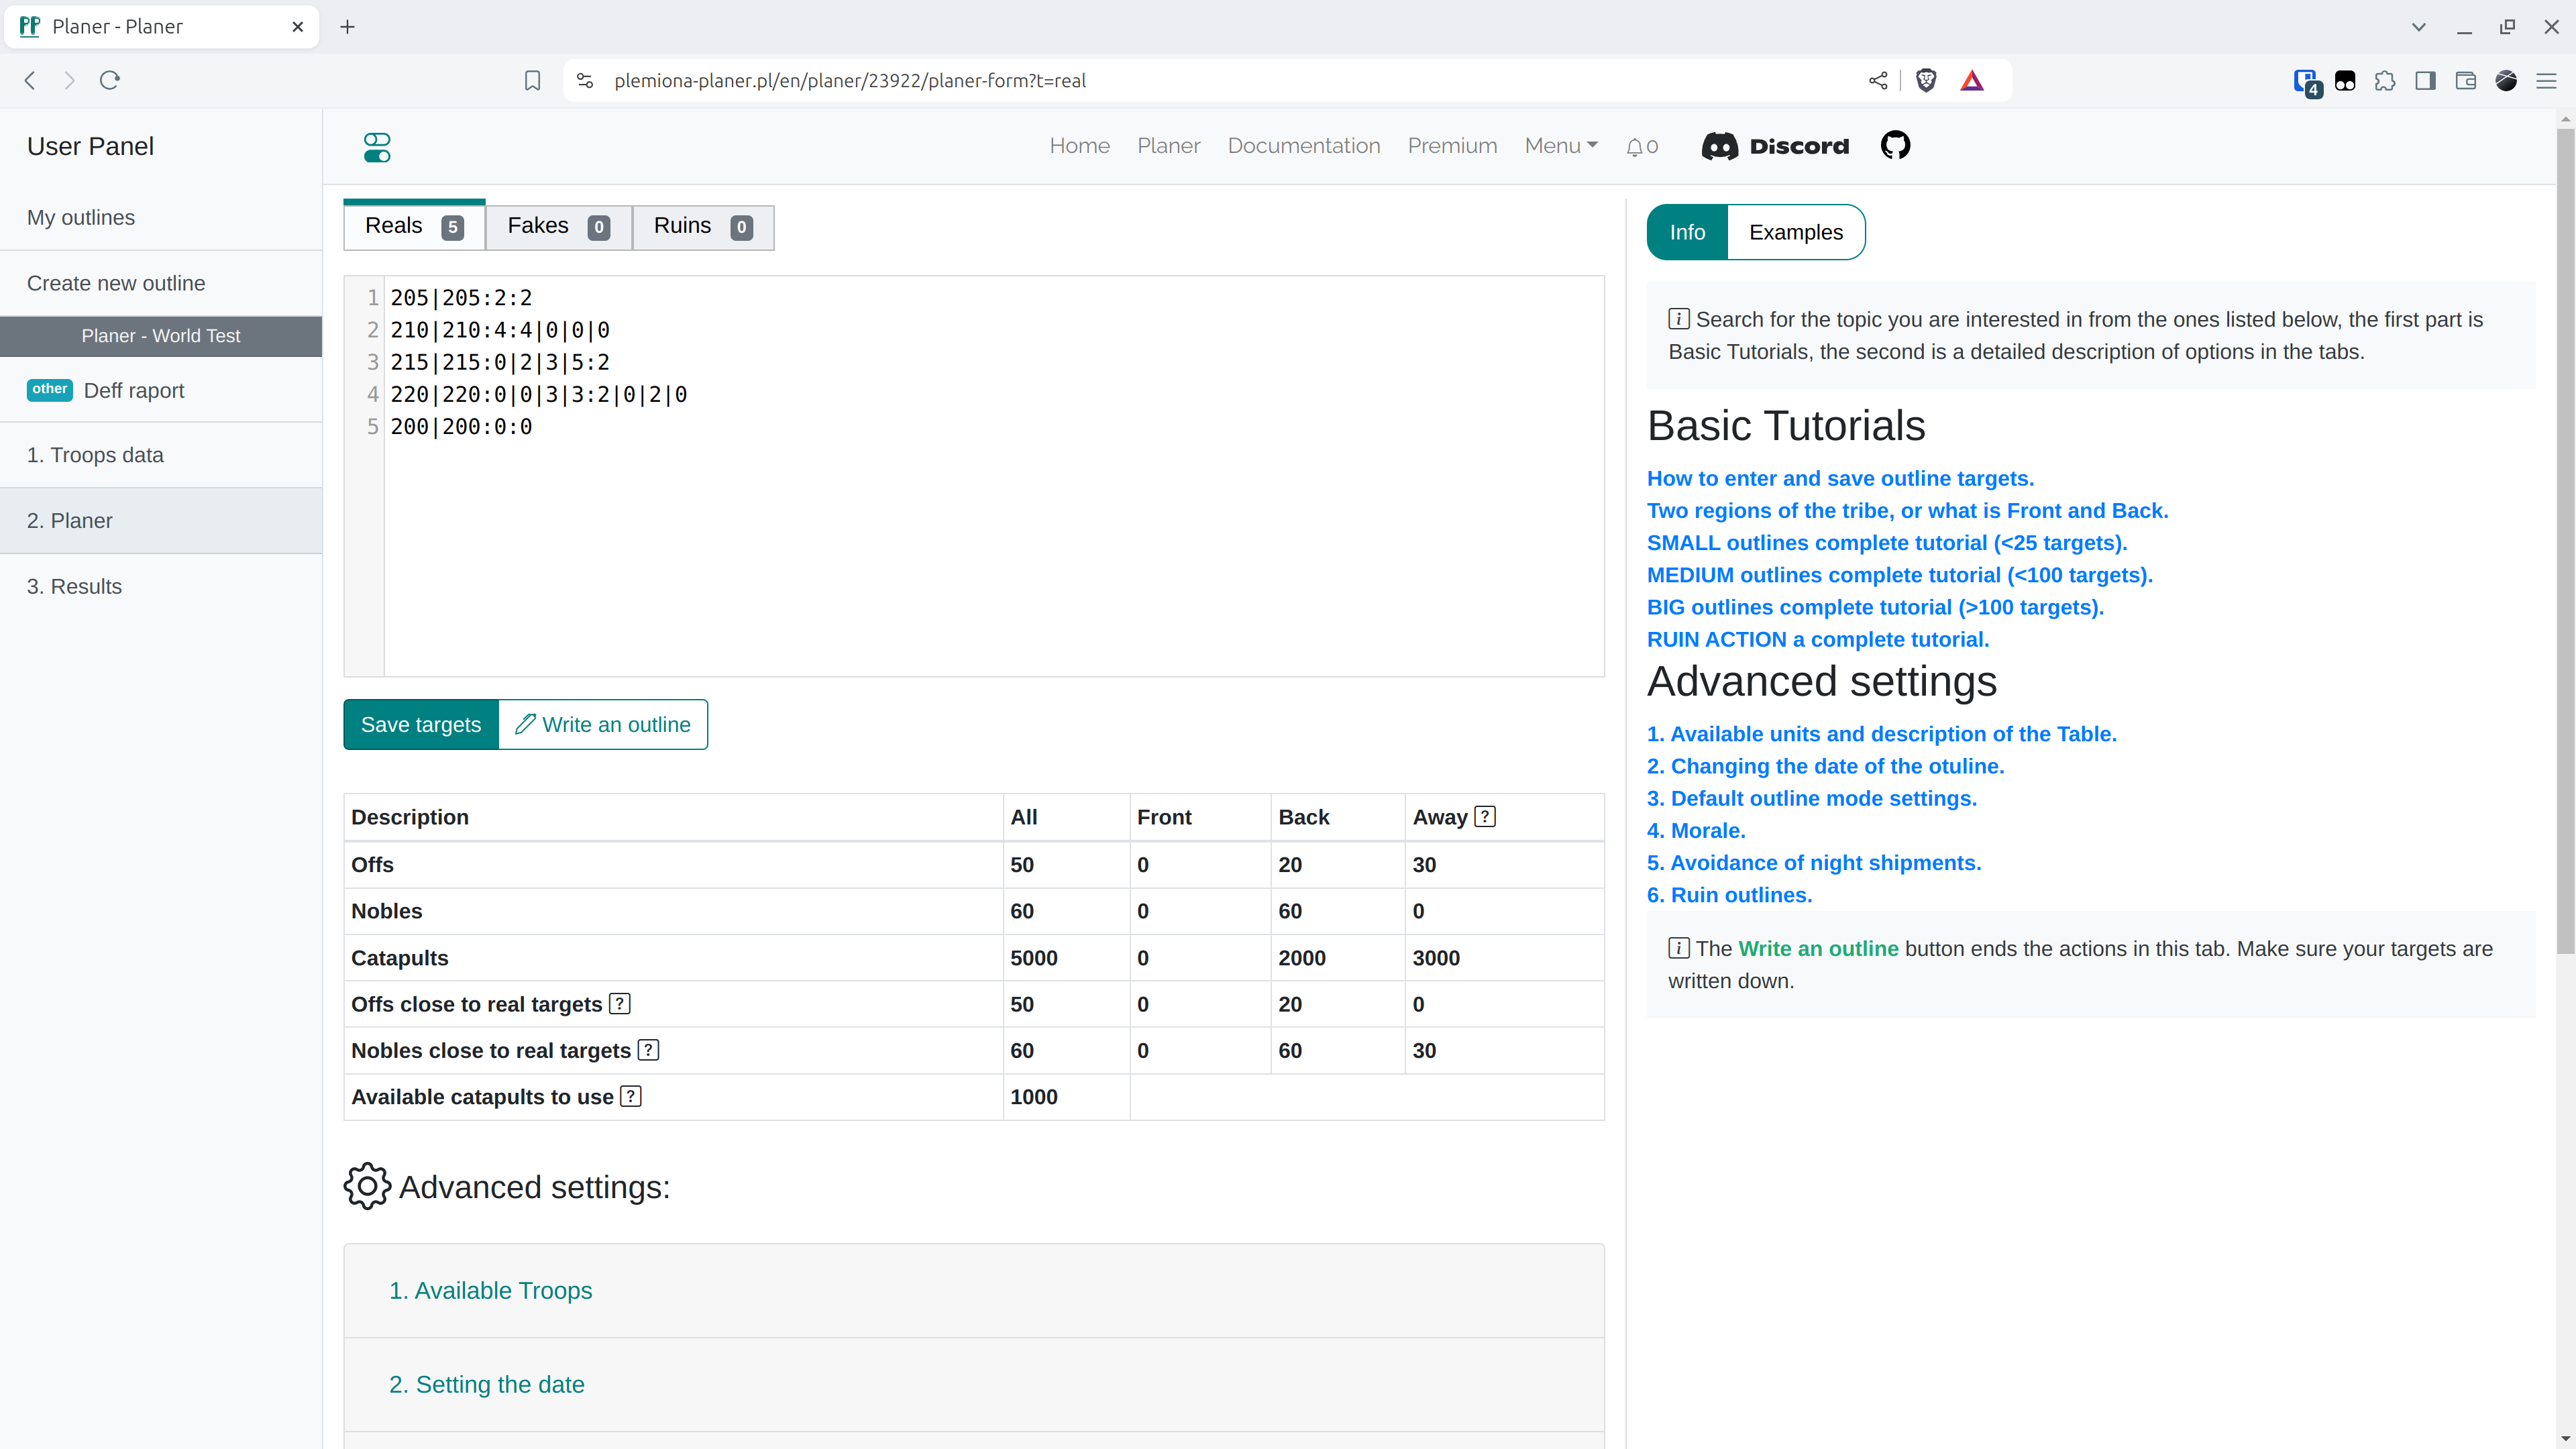 Planer - Planer
plemiona-planer.pl/en/planer/23922/planer-form?t=real
4
User Panel
My outlines
Create new outline
Planer - World Test
other Deff raport
1. Troops data
2. Planer
3. Results
Home Planer Documentation Premium Menu 0 Discord
Reals 5 Fakes 0 Ruins 0
1 205|205:2:2
2 210|210:4:4|0|0|0
3 215|215:0|2|3|5:2
4 220|220:0|0|3|3:2|0|2|0
5 200|200:0:0
Save targets Write an outline
Description All Front Back Away ?
Offs 50 0 20 30
Nobles 60 0 60 0
Catapults 5000 0 2000 3000
Offs close to real targets ? 50 0 20 0
Nobles close to real targets ? 60 0 60 30
Available catapults to use ? 1000
Advanced settings:
1. Available Troops
2. Setting the date
Info Examples
i Search for the topic you are interested in from the ones listed below, the first part is
Basic Tutorials, the second is a detailed description of options in the tabs.
Basic Tutorials
How to enter and save outline targets.
Two regions of the tribe, or what is Front and Back.
SMALL outlines complete tutorial (<25 targets).
MEDIUM outlines complete tutorial (<100 targets).
BIG outlines complete tutorial (>100 targets).
RUIN ACTION a complete tutorial.
Advanced settings
1. Available units and description of the Table.
2. Changing the date of the otuline.
3. Default outline mode settings.
4. Morale.
5. Avoidance of night shipments.
6. Ruin outlines.
i The Write an outline button ends the actions in this tab. Make sure your targets are
written down.